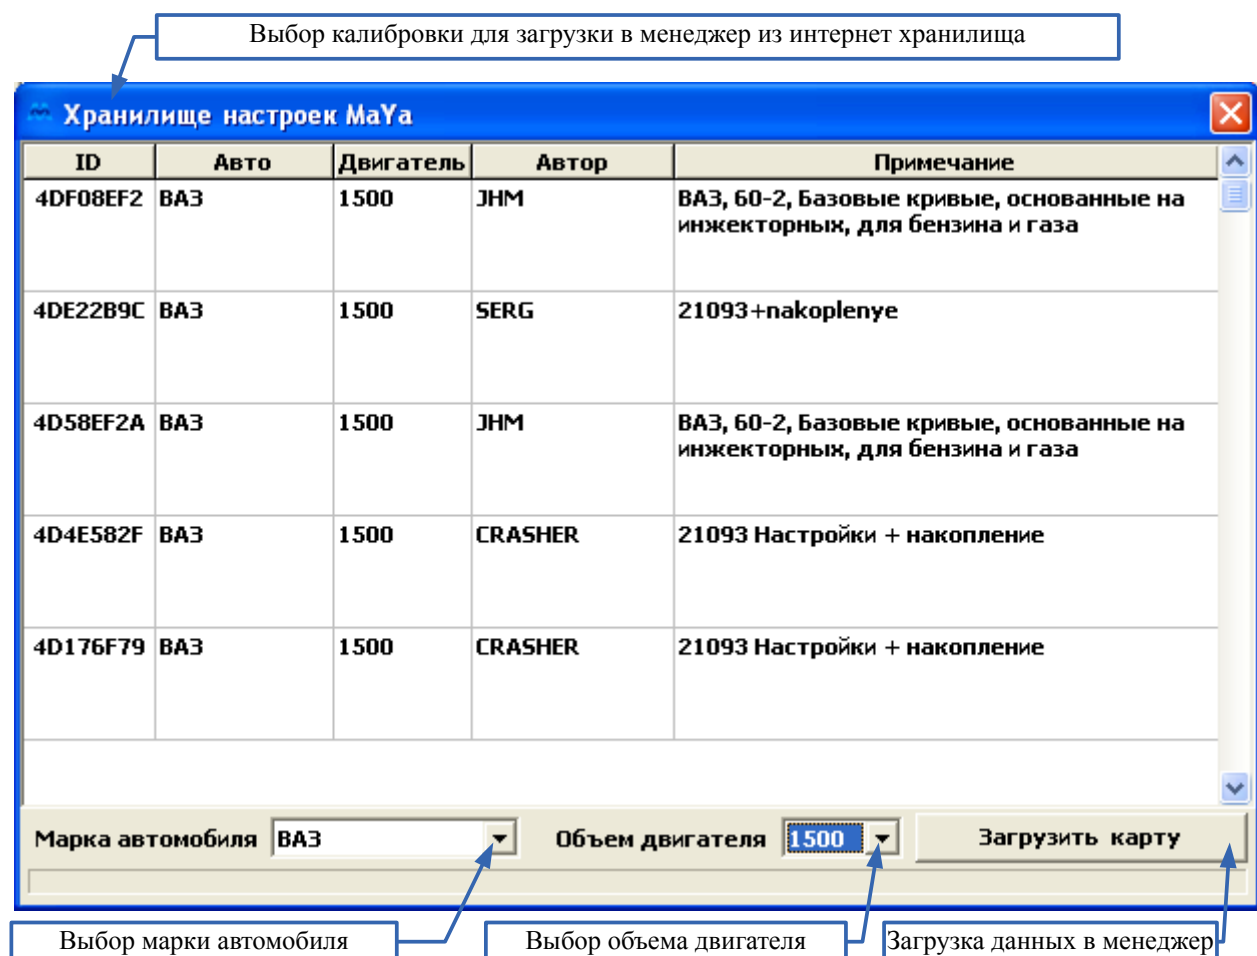 Выбор калибровки для загрузки в менеджер из интернет хранилища
Хранилище настроек MaYa
ID Авто Двигатель Автор Примечание
4DF08EF2 ВАЗ 1500 JHM ВАЗ, 60-2, Базовые кривые, основанные на
инжекторных, для бензина и газа
4DE22B9C ВАЗ 1500 SERG 21093+nakoplenye
4D58EF2A ВАЗ 1500 JHM ВАЗ, 60-2, Базовые кривые, основанные на
инжекторных, для бензина и газа
4D4E582F ВАЗ 1500 CRASHER 21093 Настройки + накопление
4D176F79 ВАЗ 1500 CRASHER 21093 Настройки + накопление
Марка автомобиля ВАЗ Объем двигателя 1500 Загрузить карту
Выбор марки автомобиля Выбор объема двигателя Загрузка данных в менеджер